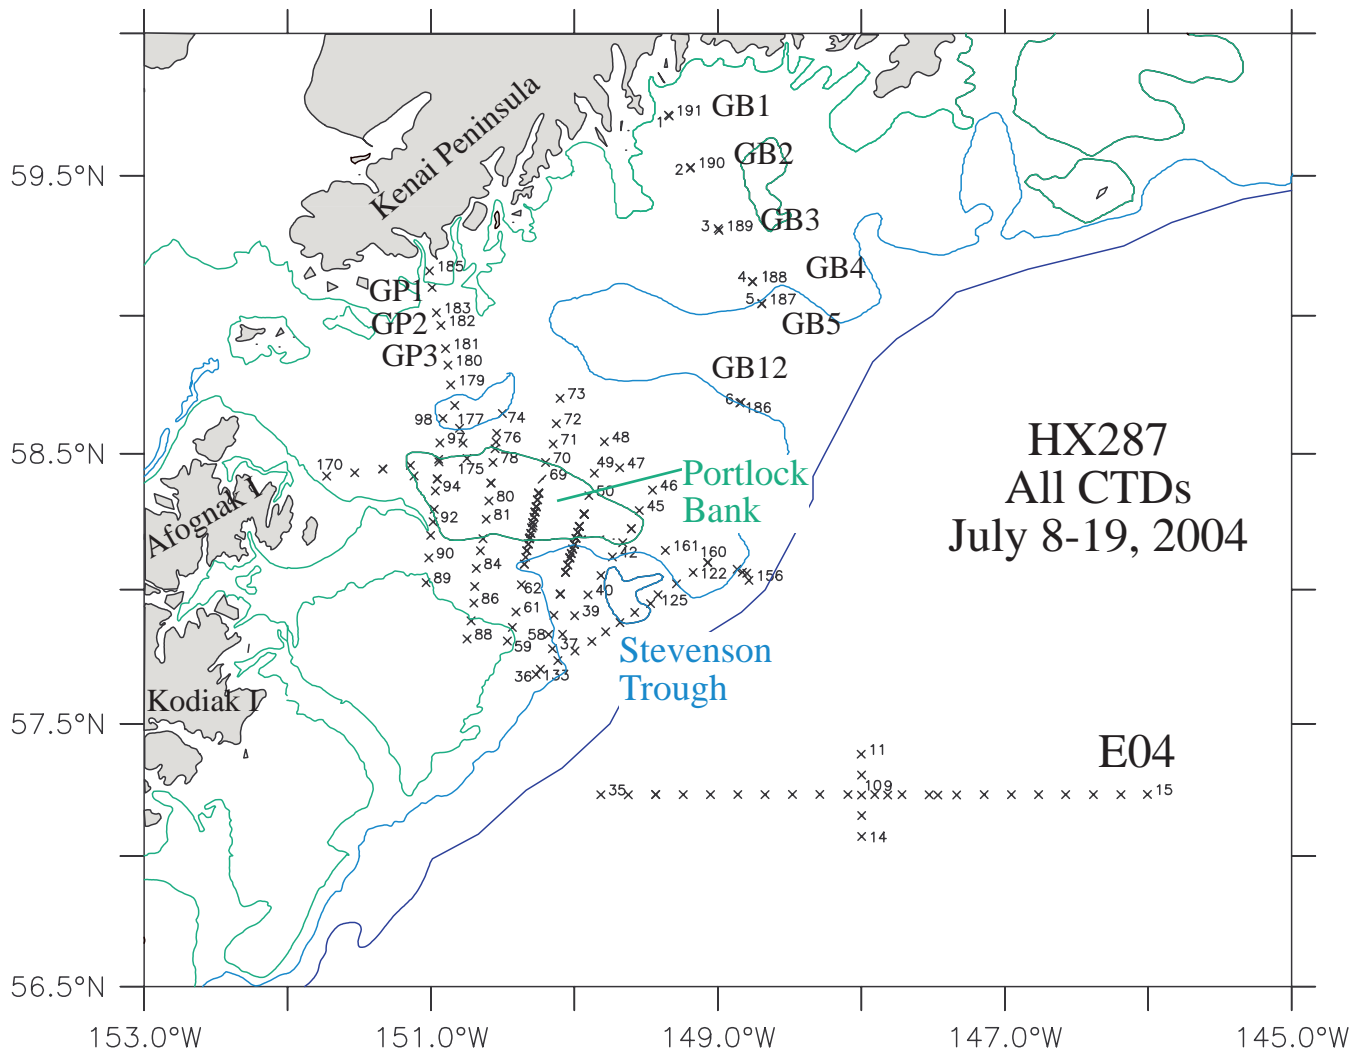 1 191 GB1
2 190 GB2
59.5°N
Kenai Peninsula
3 189 GB3
185
4 188 GB4
GP1
5 187
GB5
183
GP2 182
181
GP3 180
179
GB12
6 186
73
98 177 74 72
97 76 71 48
58.5°N
170 175 78 70 49 47
69 Portlock
Bank
94 80 50 46
81 45
92
HX287
All CTDs
July 8-19, 2004
Afognak I
90 84 42 161 160
89 62 122 156
86 40 125
61 39
88 59 58 37
36 133
Stevenson
Trough
Kodiak I
57.5°N
11
E04
35 109 15
14
56.5°N
153.0°W 151.0°W 149.0°W 147.0°W 145.0°W